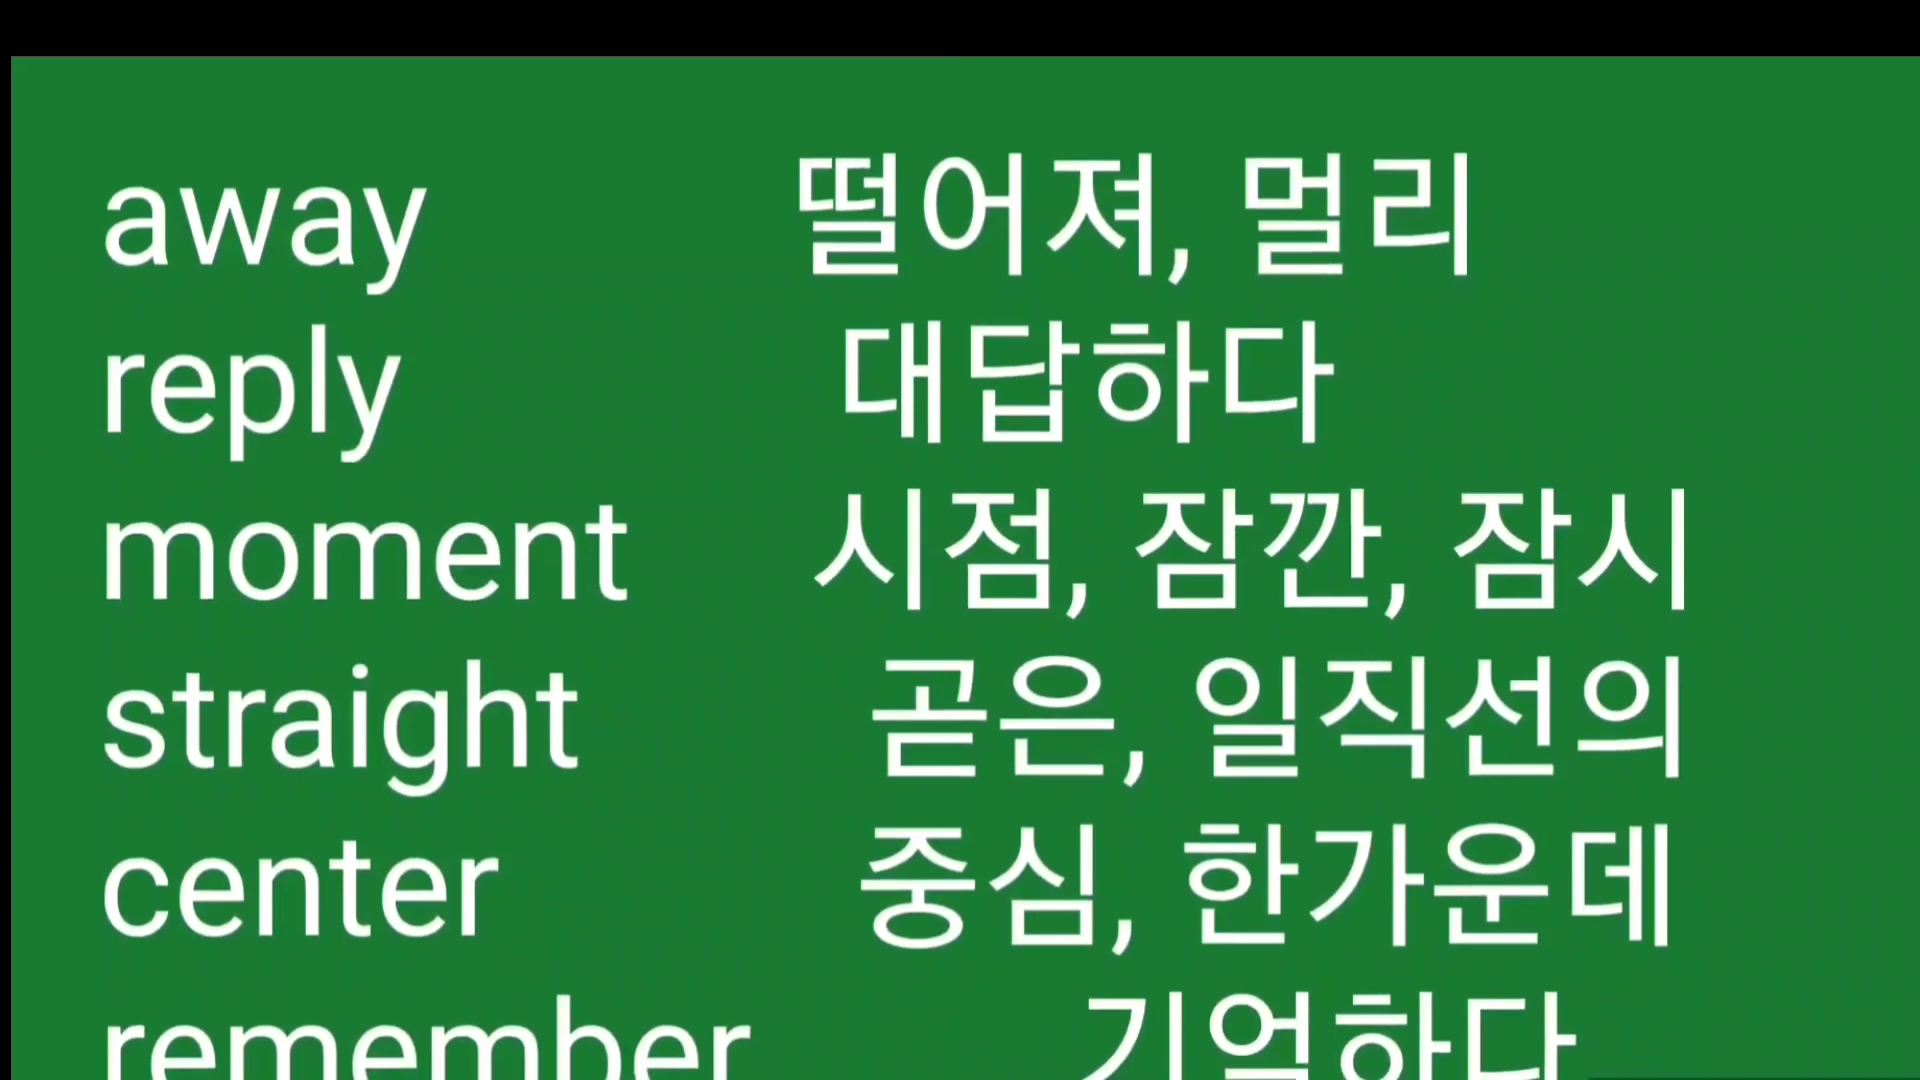 away 떨어져, 멀리
reply 대답하다
moment 시점, 잠깐, 잠시
straight 곧은, 일직선의
center 중심, 한가운데
remember 기억하다